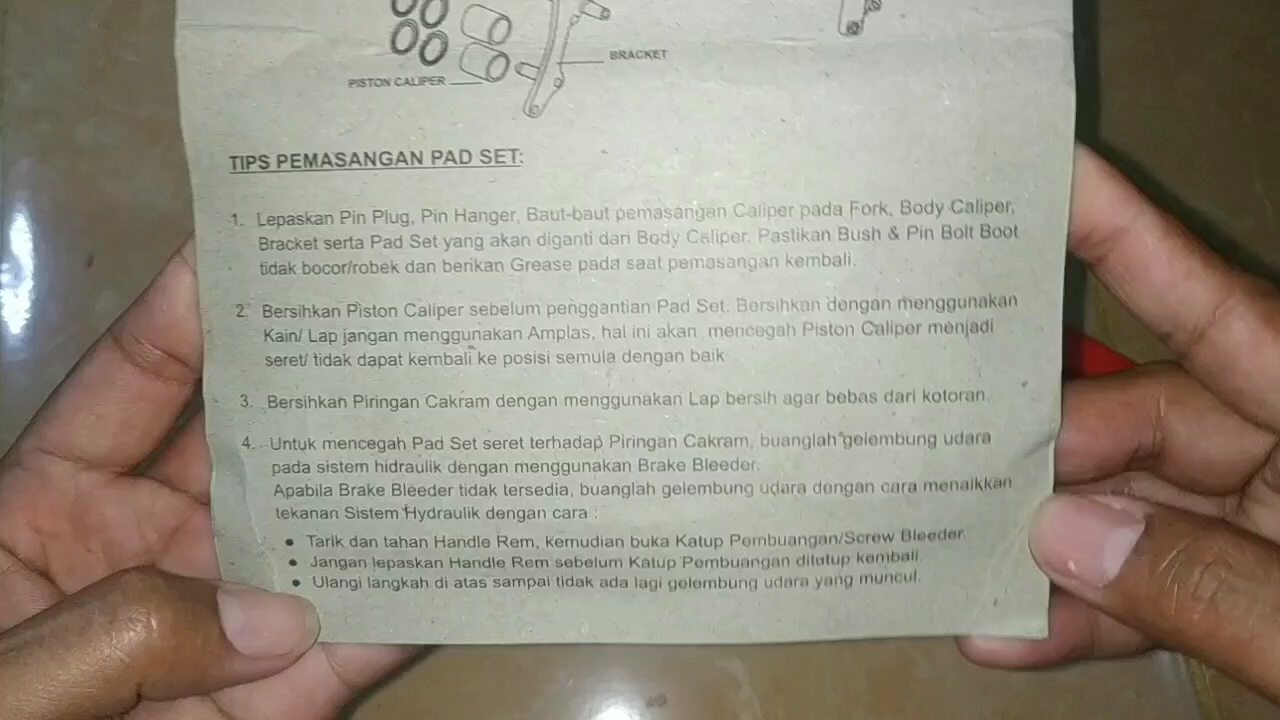 BRACKET
PISTON CALIPER
TIPS PEMASANGAN PAD SET:
1. Lepaskan Pin Plug, Pin Hanger, Baut-baut pemasangan Caliper pada Fork, Body Caliper,
Bracket serta Pad Set yang akan diganti dari Body Caliper. Pastikan Bush & Pin Bolt Boot
tidak bocor/robek dan berikan Grease pada saat pemasangan kembali.
2. Bersihkan Piston Caliper sebelum penggantian Pad Set. Bersihkan dengan menggunakan
Kain/ Lap jangan menggunakan Amplas, hal ini akan mencegah Piston Caliper menjadi
seret/ tidak dapat kembali ke posisi semula dengan baik
3. Bersihkan Piringan Cakram dengan menggunakan Lap bersih agar bebas dari kotoran.
4. Untuk mencegah Pad Set seret terhadap Piringan Cakram, buanglah gelembung udara
pada sistem hidraulik dengan menggunakan Brake Bleeder.
Apabila Brake Bleeder tidak tersedia, buanglah gelembung udara dengan cara menaikkan
tekanan Sistem Hydraulik dengan cara :
• Tarik dan tahan Handle Rem, kemudian buka Katup Pembuangan/Screw Bleeder.
• Jangan lepaskan Handle Rem sebelum Katup Pembuangan ditutup kembali.
• Ulangi langkah di atas sampai tidak ada lagi gelembung udara yang muncul.